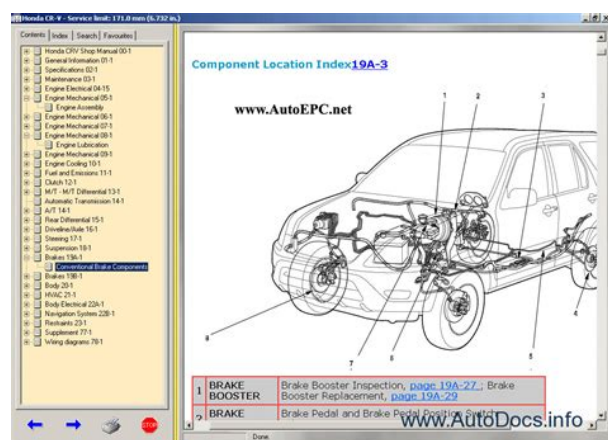 Honda CR-V - Service limit: 171.0 mm (6.732 in.)
Contents Index Search Favourites
Honda CRV Shop Manual 00-1
General Information 01-1
Specifications 02-1
Maintenance 03-1
Engine Electrical 04-15
Engine Mechanical 05-1
Engine Assembly
Engine Mechanical 06-1
Engine Mechanical 07-1
Engine Mechanical 08-1
Engine Lubrication
Engine Mechanical 09-1
Engine Cooling 10-1
Fuel and Emissions 11-1
Clutch 12-1
M/T - M/T Differential 13-1
Automatic Transmission 14-1
A/T 14-1
Rear Differential 15-1
Driveline/Axle 16-1
Steering 17-1
Suspension 18-1
Brakes 19A-1
Conventional Brake Components
Brakes 19B-1
Body 20-1
HVAC 21-1
Body Electrical 22A-1
Navigation System 22B-1
Restraints 23-1
Supplement 77-1
Wiring diagrams 78-1
STOP
Component Location Index19A-3
www.AutoEPC.net
1 2 3
4
5
6
7
8
1 BRAKE BOOSTER Brake Booster Inspection, page 19A-27 ; Brake
Booster Replacement, page 19A-29
2 BRAKE Brake Pedal and Brake Pedal Position Switch
www.AutoDocs.info
Done